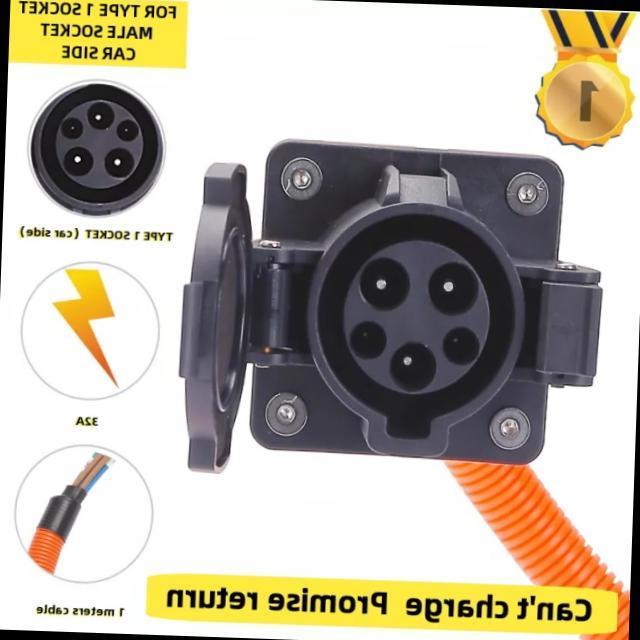 FOR TYPE 1 SOCKET
MALE SOCKET
CAR SIDE
1
TYPE 1 SOCKET (car side)
32A
1 meters cable
Can't charge Promise return